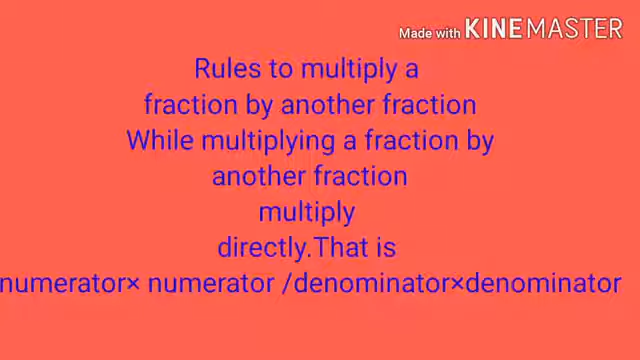 Made with KINEMASTER
Rules to multiply a
fraction by another fraction
While multiplying a fraction by
another fraction
multiply
directly.That is
numerator× numerator /denominator×denominator